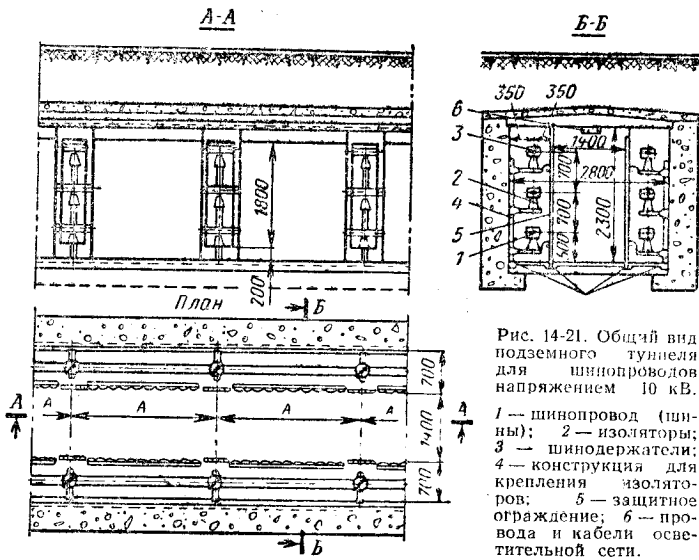 А-А
Б-Б
350 350
6
3
1400
700
2
2800
4
700
2300
5
500
1
1800
200
План
Б
700
А
А
А
А
А
А
1400
700
Б
Рис. 14-21. Общий вид
подземного туннеля
для шинопроводов
напряжением 10 кВ.
1 — шинопровод (ши-
ны); 2 — изоляторы;
3 — шинодержатели;
4 — конструкция для
крепления изолято-
ров; 5 — защитное
ограждение; 6 — про-
вода и кабели осве-
тительной сети.